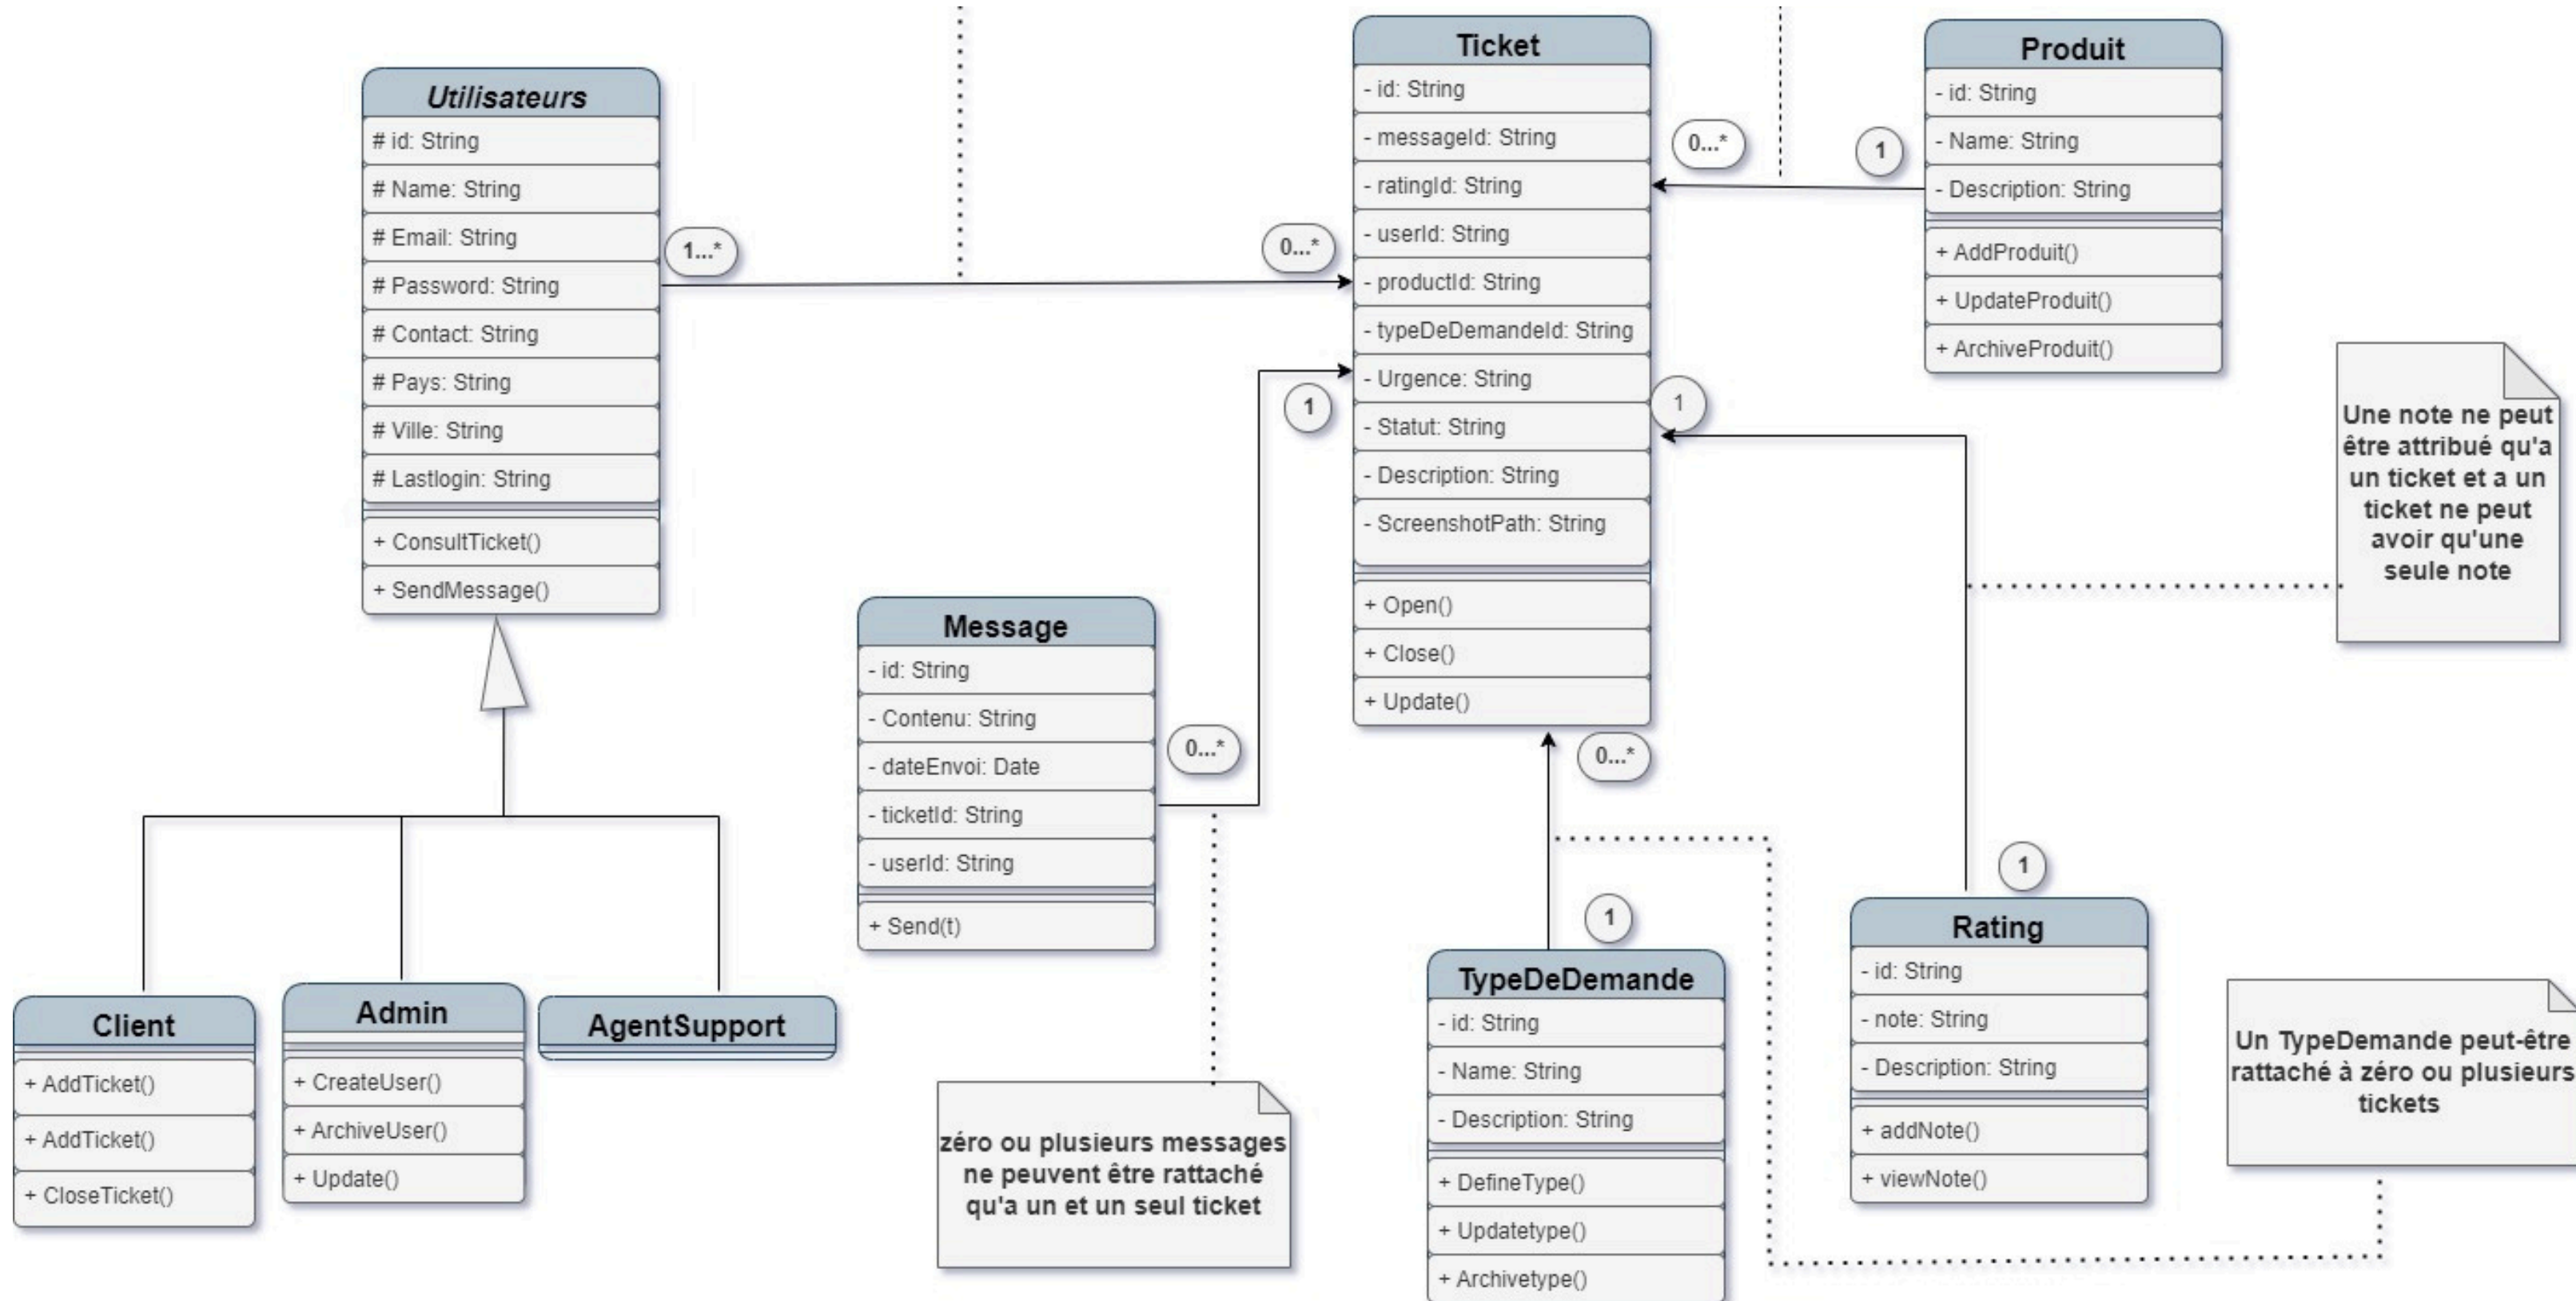 Utilisateurs
# id: String
# Name: String
# Email: String
# Password: String
# Contact: String
# Pays: String
# Ville: String
# Lastlogin: String
+ ConsultTicket()
+ SendMessage()
1...*
0...*
Ticket
- id: String
- messageId: String
- ratingId: String
- userId: String
- productId: String
- typeDeDemandeId: String
- Urgence: String
- Statut: String
- Description: String
- ScreenshotPath: String
+ Open()
+ Close()
+ Update()
0...*
1
Produit
- id: String
- Name: String
- Description: String
+ AddProduit()
+ UpdateProduit()
+ ArchiveProduit()
1
1
Une note ne peut
être attribué qu'a
un ticket et a un
ticket ne peut
avoir qu'une
seule note
Message
- id: String
- Contenu: String
- dateEnvoi: Date
- ticketId: String
- userId: String
+ Send(t)
0...*
0...*
1
1
Client
+ AddTicket()
+ AddTicket()
+ CloseTicket()
Admin
+ CreateUser()
+ ArchiveUser()
+ Update()
AgentSupport
zéro ou plusieurs messages
ne peuvent être rattaché
qu'a un et un seul ticket
TypeDeDemande
- id: String
- Name: String
- Description: String
+ DefineType()
+ Updatetype()
+ Archivetype()
Rating
- id: String
- note: String
- Description: String
+ addNote()
+ viewNote()
Un TypeDemande peut-être
rattaché à zéro ou plusieurs
tickets